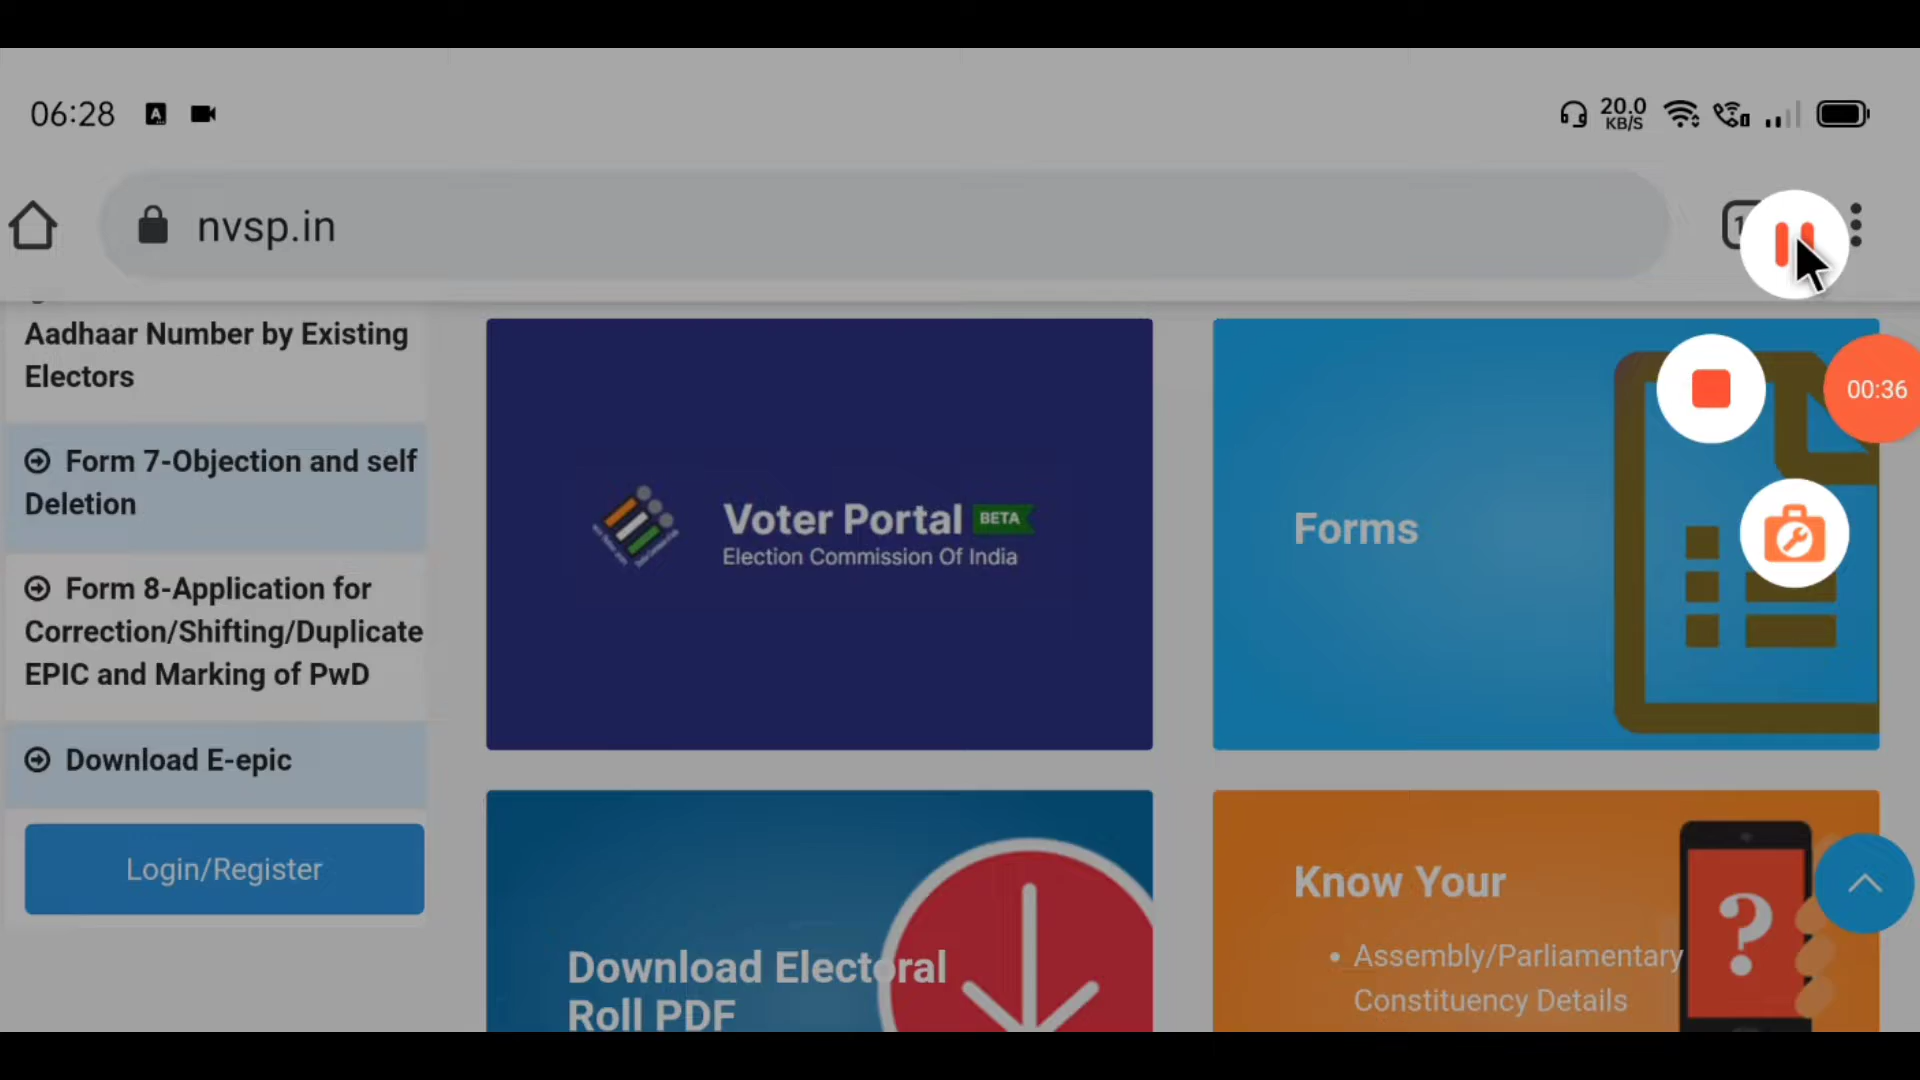 06:28
20.0
KB/S
nvsp.in
Aadhaar Number by Existing
Electors
Form 7-Objection and self
Deletion
Form 8-Application for
Correction/Shifting/Duplicate
EPIC and Marking of PwD
Download E-epic
Login/Register
Voter Portal BETA
Election Commission Of India
Forms
00:36
Download Electoral
Roll PDF
Know Your
• Assembly/Parliamentary
Constituency Details
?